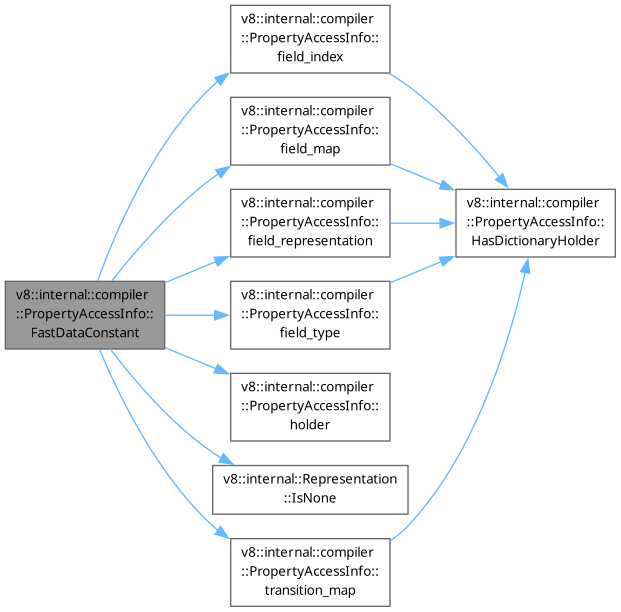 v8::internal::compiler
::PropertyAccessInfo::
field_index
v8::internal::compiler
::PropertyAccessInfo::
field_map
v8::internal::compiler
::PropertyAccessInfo::
field_representation
v8::internal::compiler
::PropertyAccessInfo::
HasDictionaryHolder
v8::internal::compiler
::PropertyAccessInfo::
FastDataConstant
v8::internal::compiler
::PropertyAccessInfo::
field_type
v8::internal::compiler
::PropertyAccessInfo::
holder
v8::internal::Representation
::IsNone
v8::internal::compiler
::PropertyAccessInfo::
transition_map